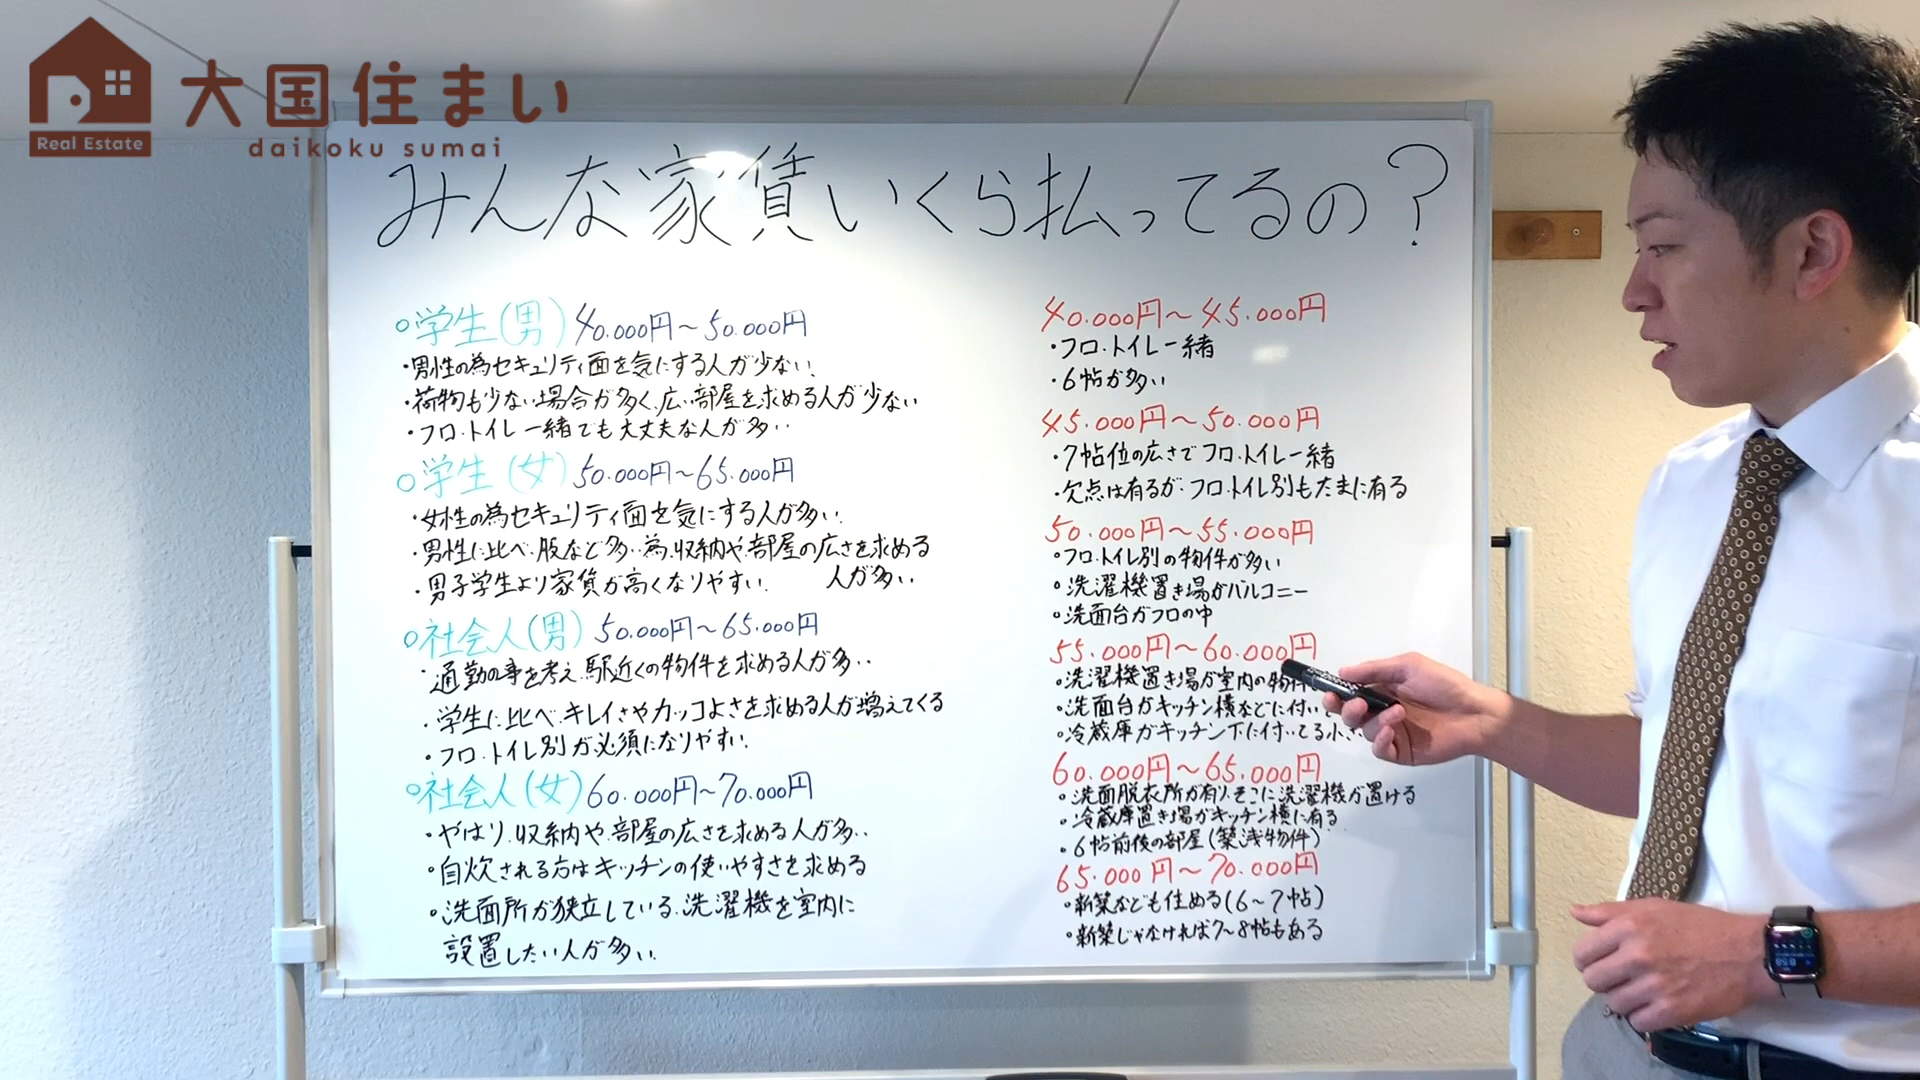 大国住まい
Real Estate
daikoku sumai
みんな家賃いくら払ってるの?
○学生(男) 40.000円〜50.000円
・男性の為セキュリティ面を気にする人が少ない.
・荷物も少ない場合が多く、広い部屋を求める人が少ない
・フロ.トイレ一緒でも大丈夫な人が多い.
○学生(女) 50.000円〜65.000円
・女性の為セキュリティ面を気にする人が多い.
・男性に比べ、服など多い為.収納や部屋の広さを求める
人が多い.
・男子学生より家賃が高くなりやすい.
○社会人(男) 50.000円〜65.000円
・通勤の事を考え.駅近くの物件を求める人が多い.
・学生に比べ.キレイさやカッコよさを求める人が増えてくる
・フロ.トイレ別が必須になりやすい.
○社会人(女) 60.000円〜70.000円
・やはり.収納や.部屋の広さを求める人が多い.
・自炊される方はキッチンの使いやすさを求める
・洗面所が独立している.洗濯機を室内に
設置したい人が多い.
40.000円〜45.000円
・フロ.トイレ一緒
・6帖が多い
45.000円〜50.000円
・7帖位の広さでフロ.トイレ一緒
・欠点は有るが.フロ.トイレ別もたまに有る
50.000円〜55.000円
・フロ.トイレ別の物件が多い
・洗濯機置き場がバルコニー
・洗面台がフロの中
55.000円〜60.000円
・洗濯機置き場が室内の物件
・洗面台がキッチン横などに付いて
・冷蔵庫がキッチン下に付いてる小さ
60.000円〜65.000円
・洗面脱衣所が有り.そこに洗濯機が置ける
・冷蔵庫置き場がキッチン横に有る
・6帖前後の部屋(築浅物件)
65.000円〜70.000円
・新築なども住める(6〜7帖)
・新築じゃなければ7〜8帖もある